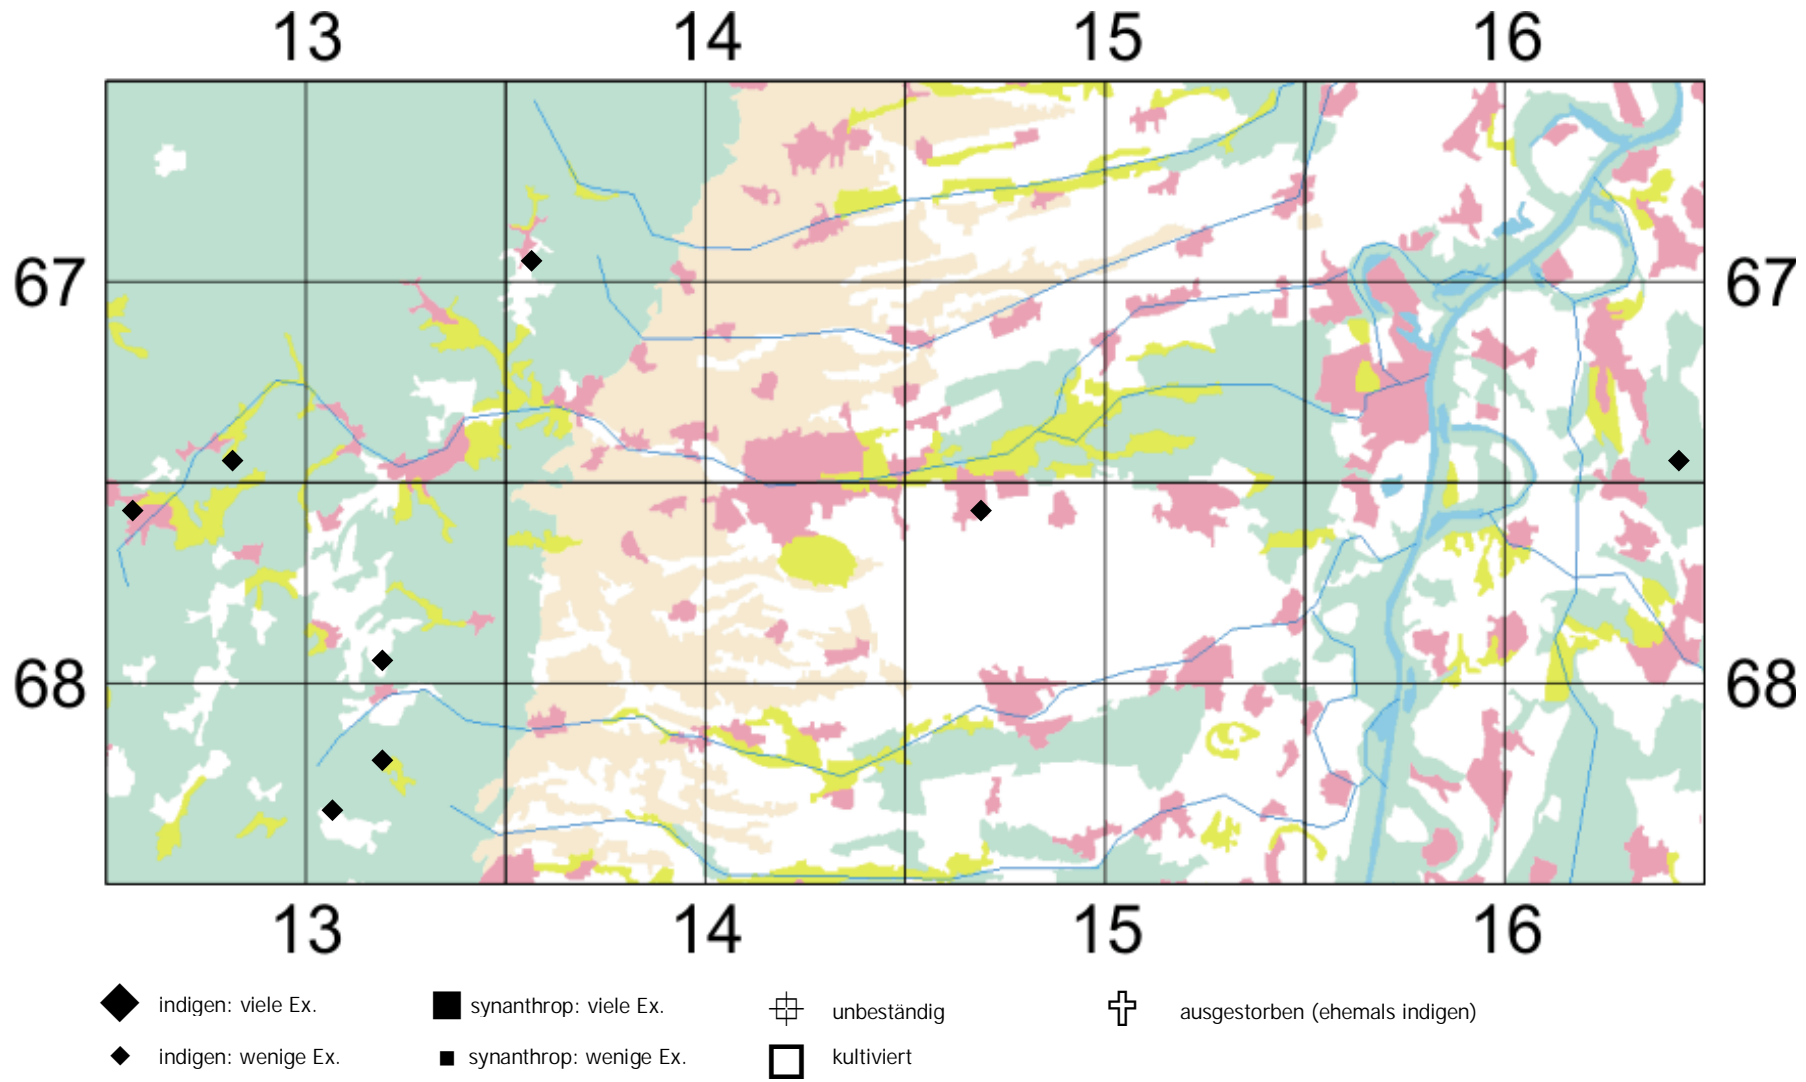 13 14 15 16
67 67
68 68
13 14 15 16
indigen: viele Ex. synanthrop: viele Ex. unbeständig ausgestorben (ehemals indigen)
indigen: wenige Ex. synanthrop: wenige Ex. kultiviert